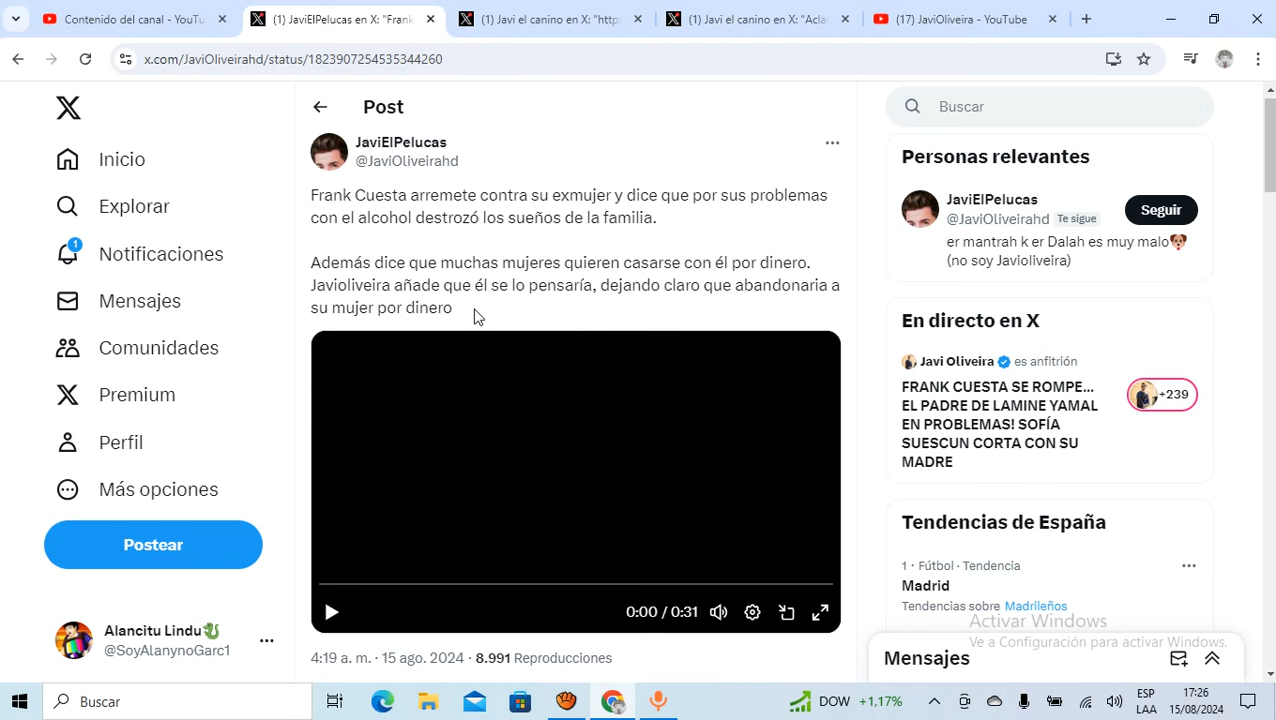 Contenido del canal - YouTu
(1) JaviElPelucas en X: "Frank
(1) Javi el canino en X: "http
(1) Javi el canino en X: "Acla
(17) JaviOliveira - YouTube
x.com/JaviOliveirahd/status/1823907254535344260
Post
Buscar
JaviElPelucas
@JaviOliveirahd
Inicio
Explorar
1
Notificaciones
Mensajes
Comunidades
Premium
Perfil
Más opciones
Postear
Alancitu Lindu
@SoyAlanynoGarc1
Frank Cuesta arremete contra su exmujer y dice que por sus problemas
con el alcohol destrozó los sueños de la familia.
Además dice que muchas mujeres quieren casarse con él por dinero.
Javioliveira añade que él se lo pensaría, dejando claro que abandonaria a
su mujer por dinero
0:00 / 0:31
4:19 a. m. · 15 ago. 2024 · 8.991 Reproducciones
Personas relevantes
JaviElPelucas
@JaviOliveirahd Te sigue
Seguir
er mantrah k er Dalah es muy malo
(no soy Javioliveira)
En directo en X
Javi Oliveira es anfitrión
FRANK CUESTA SE ROMPE...
EL PADRE DE LAMINE YAMAL
EN PROBLEMAS! SOFÍA
SUESCUN CORTA CON SU
MADRE
+239
Tendencias de España
1 · Fútbol · Tendencia
Madrid
Tendencias sobre Madrileños
Activar Windows
Ve a Configuración para activar Windows.
Mensajes
Buscar
DOW +1,17%
ESP
LAA
17:26
15/08/2024